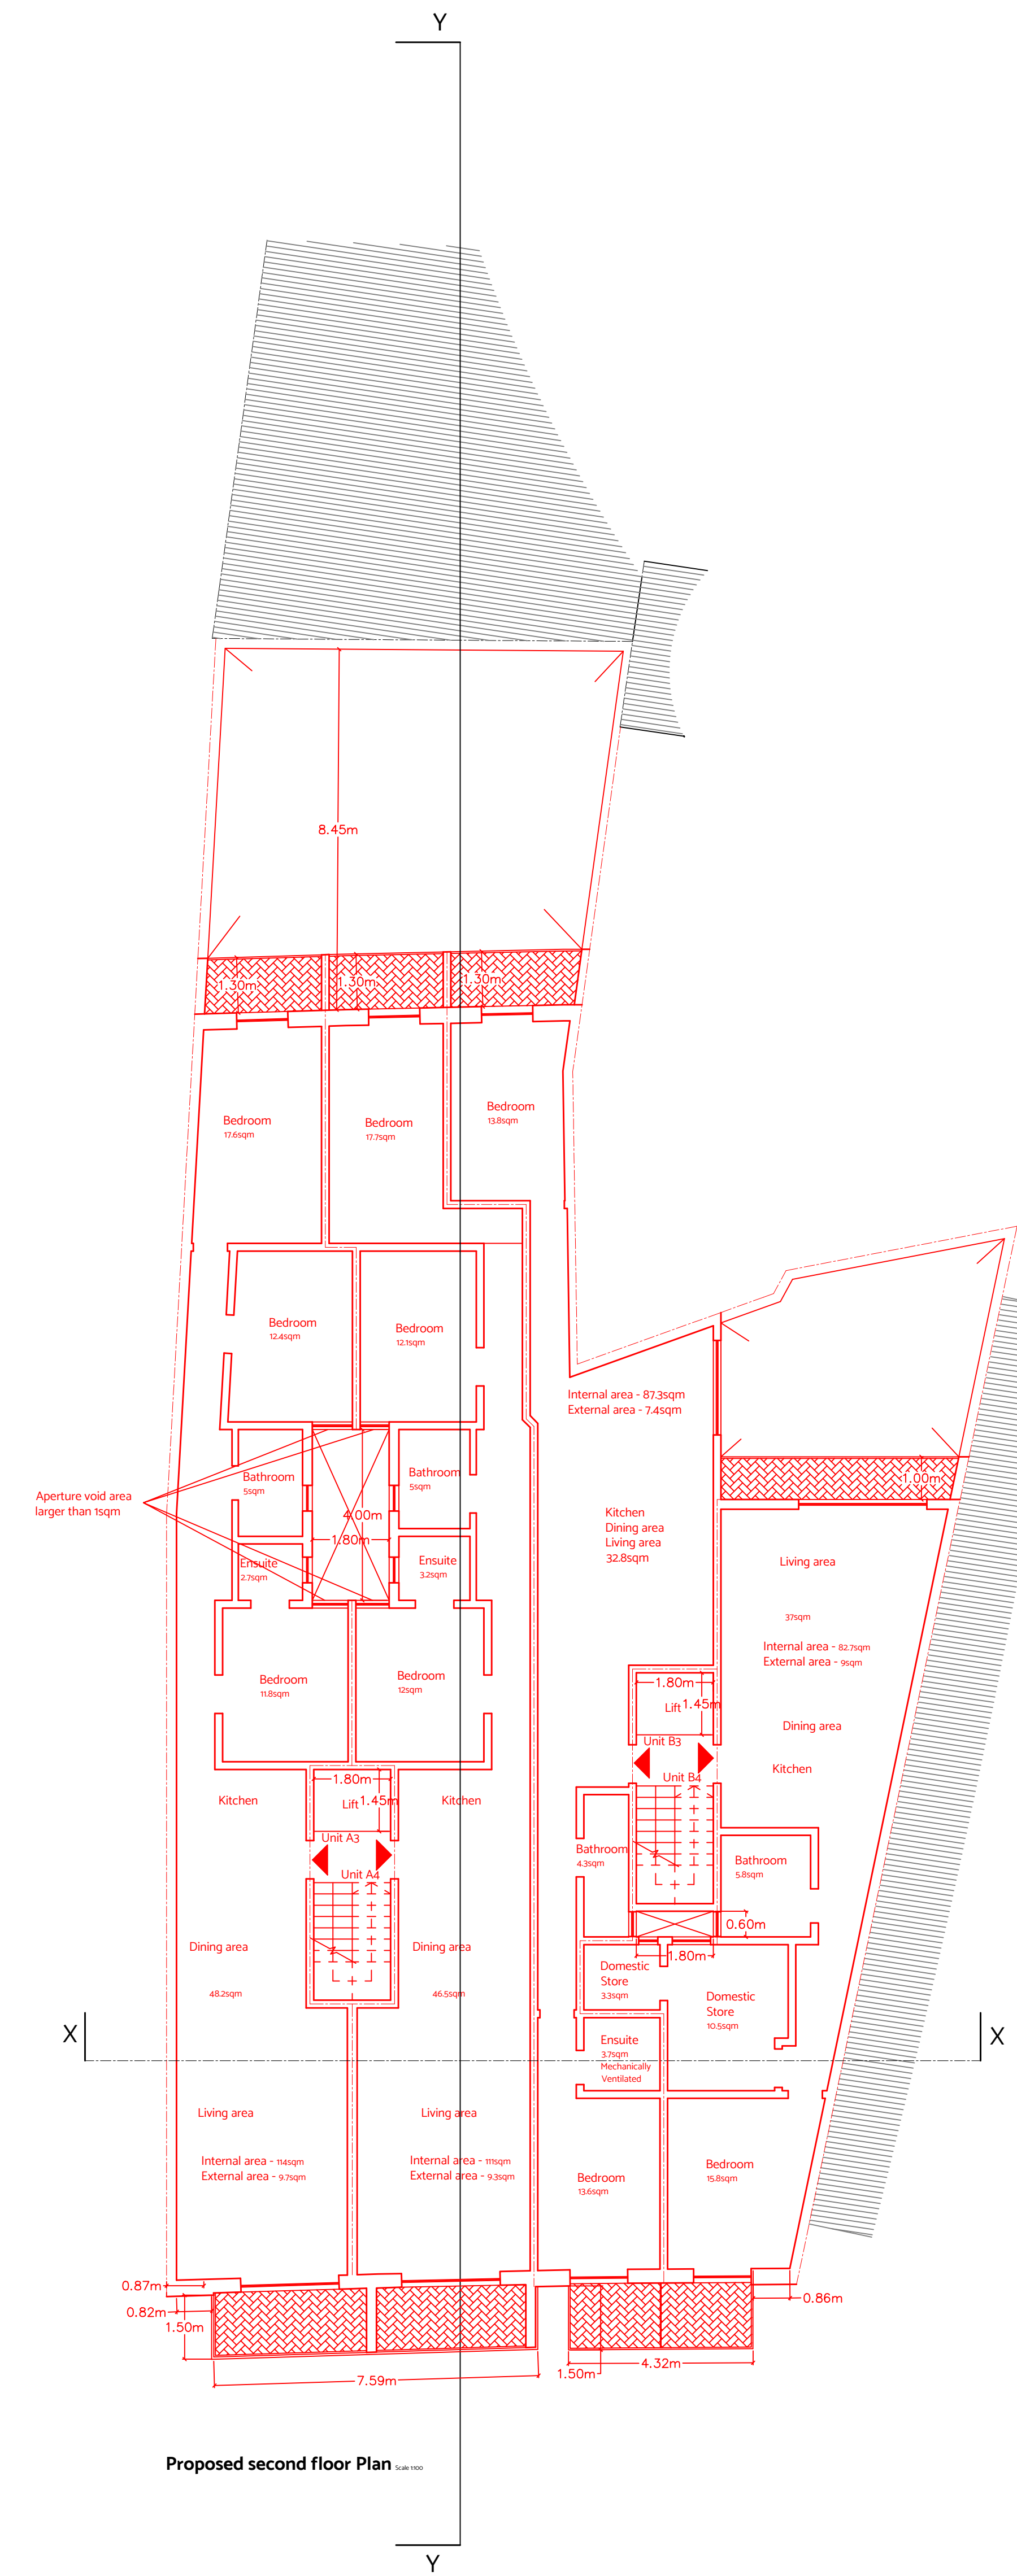 Y
8.45m
1.30m
1.30m
1.30m
Bedroom
17.6sqm
Bedroom
17.7sqm
Bedroom
13.8sqm
Bedroom
12.4sqm
Bedroom
12.1sqm
Internal area - 87.3sqm
External area - 7.4sqm
Aperture void area
larger than 1sqm
Bathroom
5sqm
Bathroom
5sqm
4.00m
1.80m
Ensuite
2.7sqm
Ensuite
3.2sqm
Kitchen
Dining area
Living area
32.8sqm
1.00m
Living area
37sqm
Internal area - 82.7sqm
External area - 9sqm
Dining area
Kitchen
Bedroom
11.8sqm
Bedroom
12sqm
1.80m
Lift
1.45m
Unit B3
Unit B4
Kitchen
1.80m
Lift
1.45m
Kitchen
Unit A3
Unit A4
Bathroom
4.3sqm
Bathroom
5.8sqm
0.60m
1.80m
Dining area
48.2sqm
Dining area
46.5sqm
Domestic
Store
3.3sqm
Domestic
Store
10.5sqm
X
X
Ensuite
3.7sqm
Mechanically
Ventilated
Living area
Living area
Internal area - 114sqm
External area - 9.7sqm
Internal area - 111sqm
External area - 9.3sqm
Bedroom
13.6sqm
Bedroom
15.8sqm
0.87m
0.82m
1.50m
7.59m
1.50m
4.32m
0.86m
Proposed second floor Plan Scale 1:100
Y